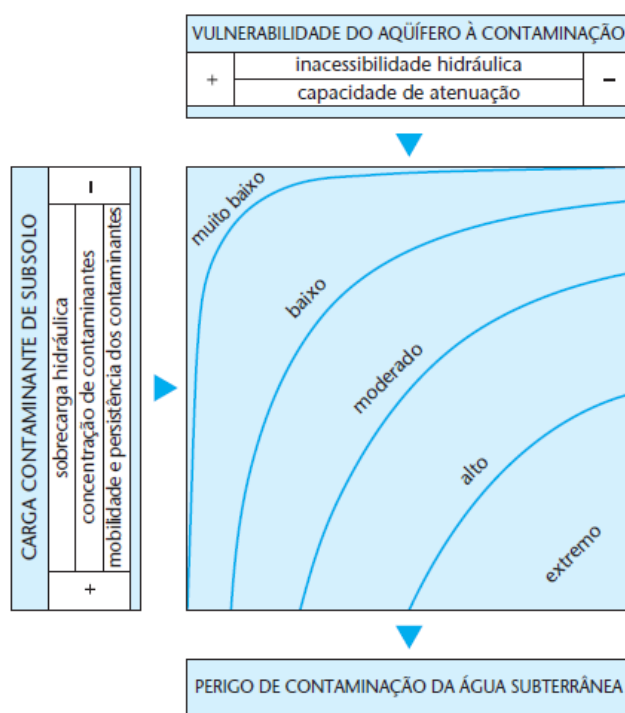 VULNERABILIDADE DO AQÜÍFERO À CONTAMINAÇÃO
+
inacessibilidade hidráulica
capacidade de atenuação
–
CARGA CONTAMINANTE DE SUBSOLO
–
sobrecarga hidráulica
concentração de contaminantes
mobilidade e persistência dos contaminantes
+
muito baixo
baixo
moderado
alto
extremo
PERIGO DE CONTAMINAÇÃO DA ÁGUA SUBTERRÂNEA